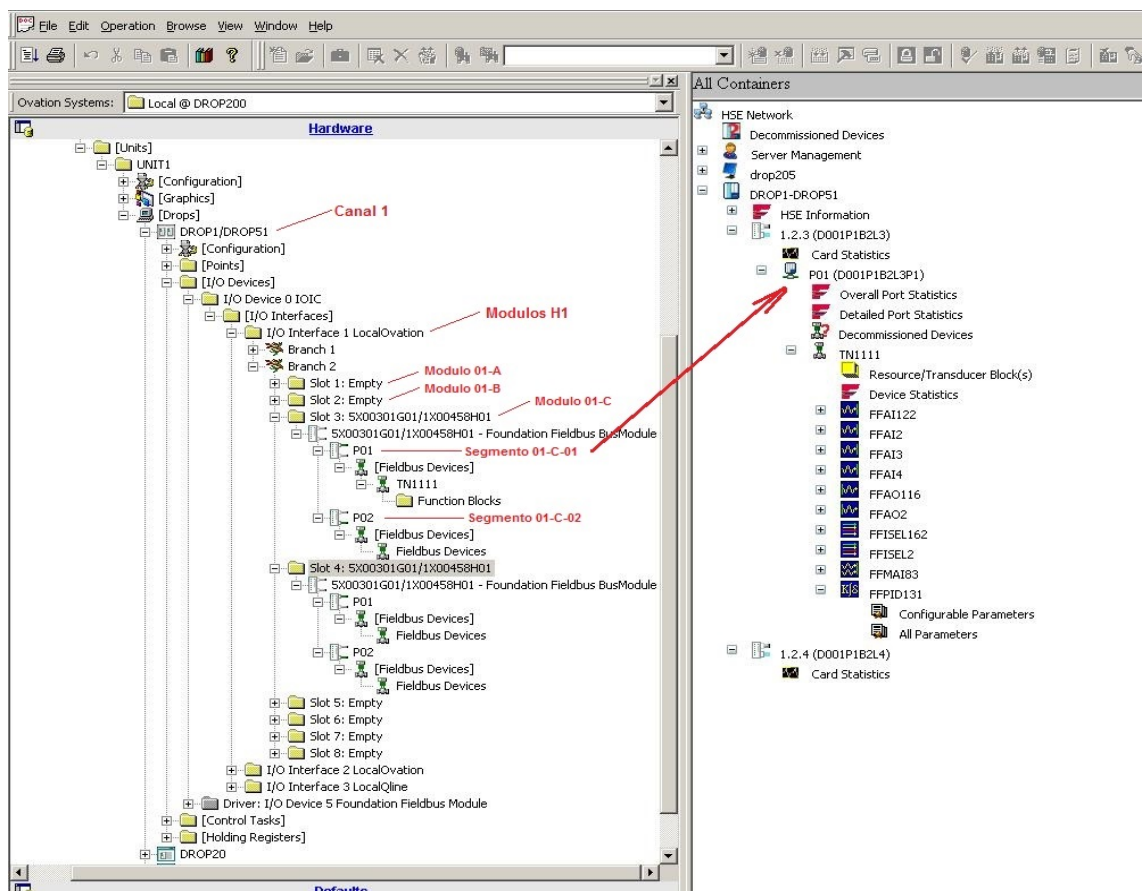 File Edit Operation Browse View Window Help
Ovation Systems: Local @ DROP200
Hardware
[Units]
UNIT1
[Configuration]
[Graphics]
[Drops]
Canal 1
DROP1/DROP51
[Configuration]
[Points]
[I/O Devices]
I/O Device 0 IOIC
[I/O Interfaces]
Modulos H1
I/O Interface 1 LocalOvation
Branch 1
Branch 2
Modulo 01-A
Slot 1: Empty
Modulo 01-B
Slot 2: Empty
Modulo 01-C
Slot 3: 5X00301G01/1X00458H01
5X00301G01/1X00458H01 - Foundation Fieldbus BusModule
P01
Segmento 01-C-01
[Fieldbus Devices]
TN1111
Function Blocks
P02
Segmento 01-C-02
[Fieldbus Devices]
Fieldbus Devices
Slot 4: 5X00301G01/1X00458H01
5X00301G01/1X00458H01 - Foundation Fieldbus BusModule
P01
[Fieldbus Devices]
Fieldbus Devices
P02
[Fieldbus Devices]
Fieldbus Devices
Slot 5: Empty
Slot 6: Empty
Slot 7: Empty
Slot 8: Empty
I/O Interface 2 LocalOvation
I/O Interface 3 LocalQline
Driver: I/O Device 5 Foundation Fieldbus Module
[Control Tasks]
[Holding Registers]
DROP20
Defaults
All Containers
HSE Network
Decommissioned Devices
Server Management
drop205
DROP1-DROP51
HSE Information
1.2.3 (D001P1B2L3)
Card Statistics
P01 (D001P1B2L3P1)
Overall Port Statistics
Detailed Port Statistics
Decommissioned Devices
TN1111
Resource/Transducer Block(s)
Device Statistics
FFAI122
FFAI2
FFAI3
FFAI4
FFAO116
FFAO2
FFISEL162
FFISEL2
FFMAI83
FFPID131
Configurable Parameters
All Parameters
1.2.4 (D001P1B2L4)
Card Statistics